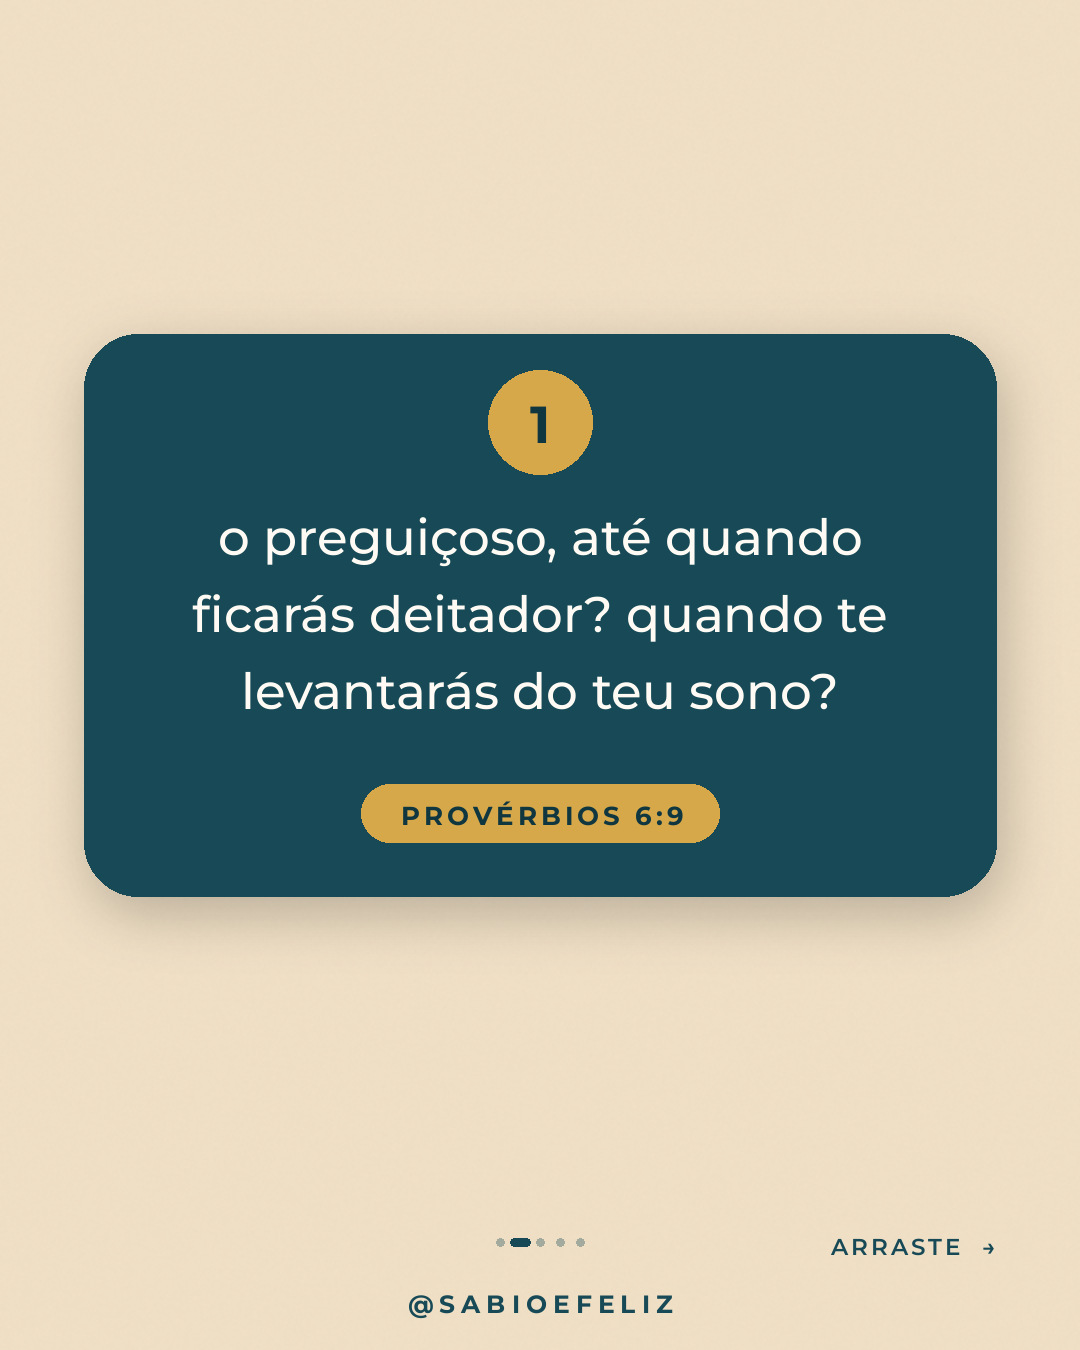 1
o preguiçoso, até quando
ficarás deitador? quando te
levantarás do teu sono?
PROVÉRBIOS 6:9
ARRASTE →
@SABIOEFELIZ